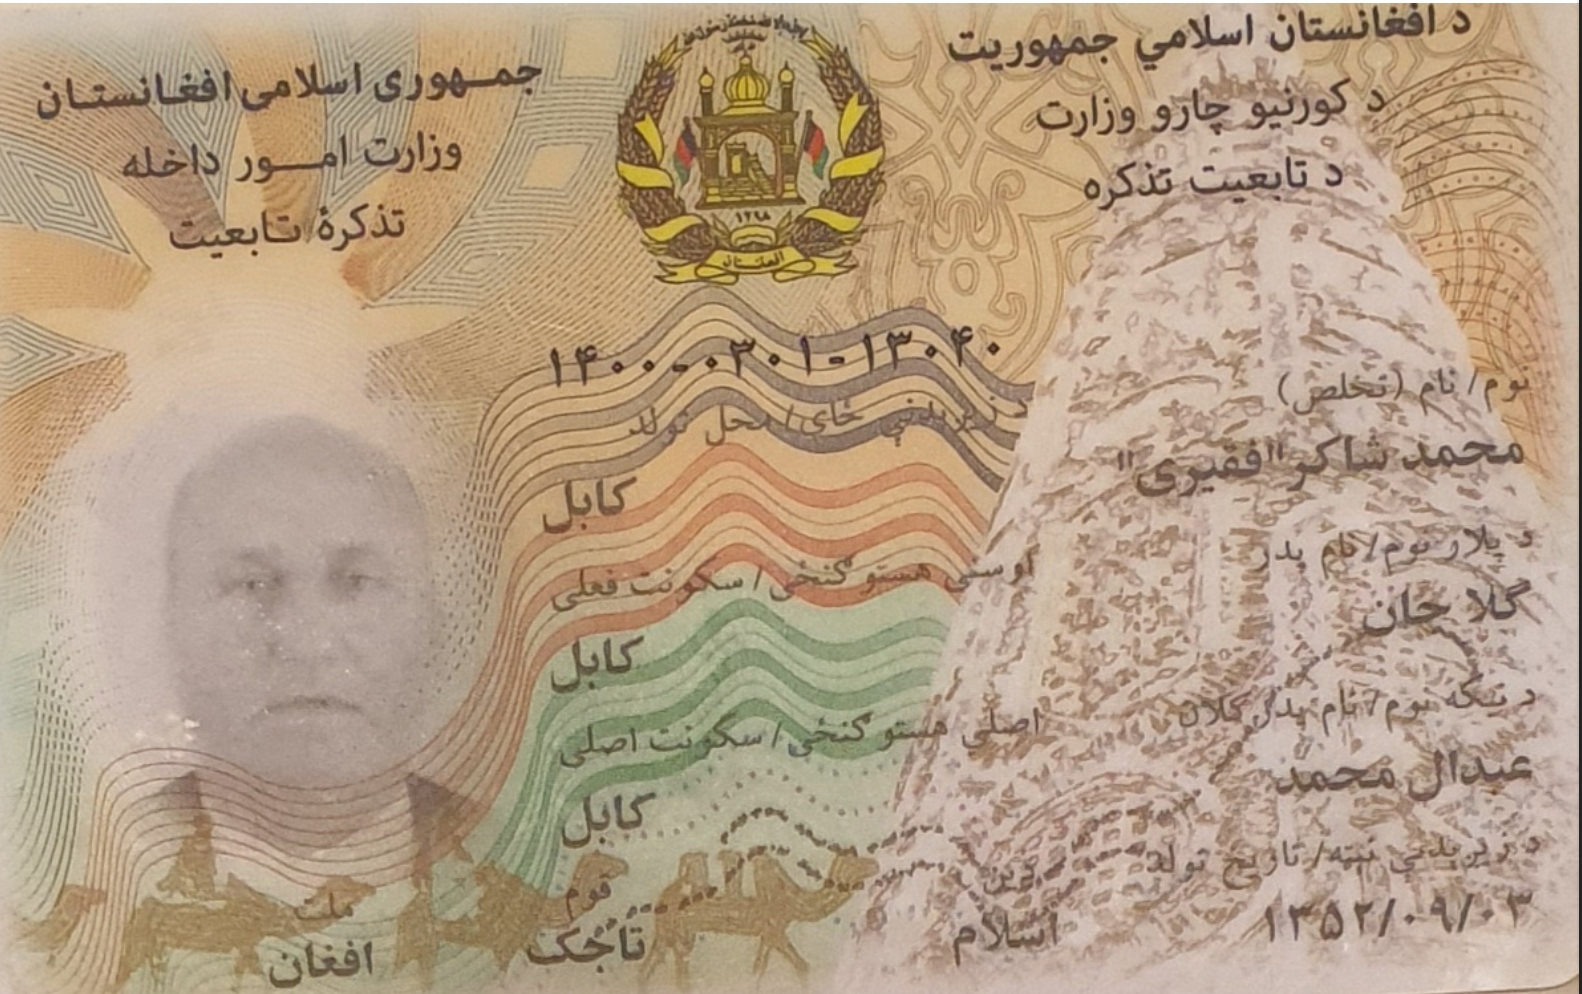 د افغانستان اسلامي جمهوریت
د کورنیو چارو وزارت
د تابعیت تذکره
جمهوری اسلامی افغانستان
وزارت امور داخله
تذکرهٔ تابعیت
۱۲۹۸
افغانستان
۱۴۰۰-۰۳۰۱-۱۳۰۴۰
نوم/ نام (تخلص)
محمد شاکر "فقیری"
د پلار نوم/ نام پدر
گلا جان
د نیکه نوم/ نام پدر کلان
عبدال محمد
د زیږیدنې نېټه/ تاریخ تولد
۱۳۵۲/۰۹/۰۳
د زیږیدنې ځای/ محل تولد
کابل
اوسنی هستوګنځی/ سکونت فعلی
کابل
اصلي هستوګنځی/ سکونت اصلی
کابل
دین
اسلام
قوم
تاجک
ملت
افغان